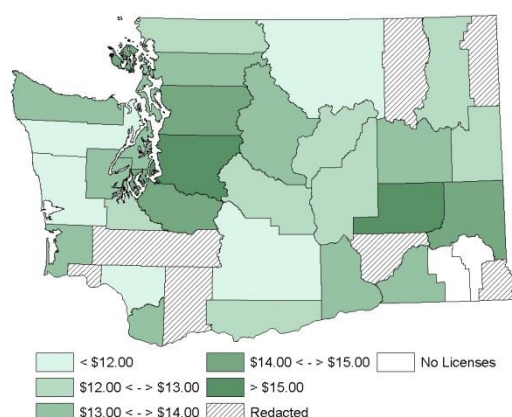 < $12.00
$12.00 <-> $13.00
$13.00 <-> $14.00
$14.00 <-> $15.00
> $15.00
Redacted
No Licenses